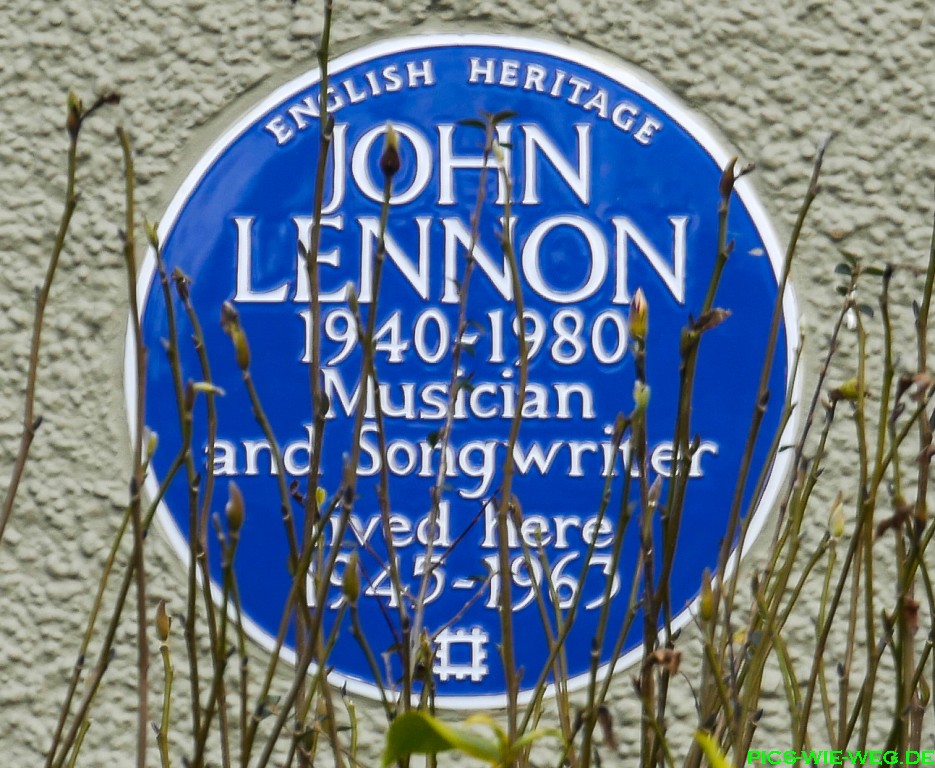 ENGLISH HERITAGE
JOHN
LENNON
1940-1980
Musician
and Songwriter
lived here
1945-1963
PICS-WIE-WEG.DE